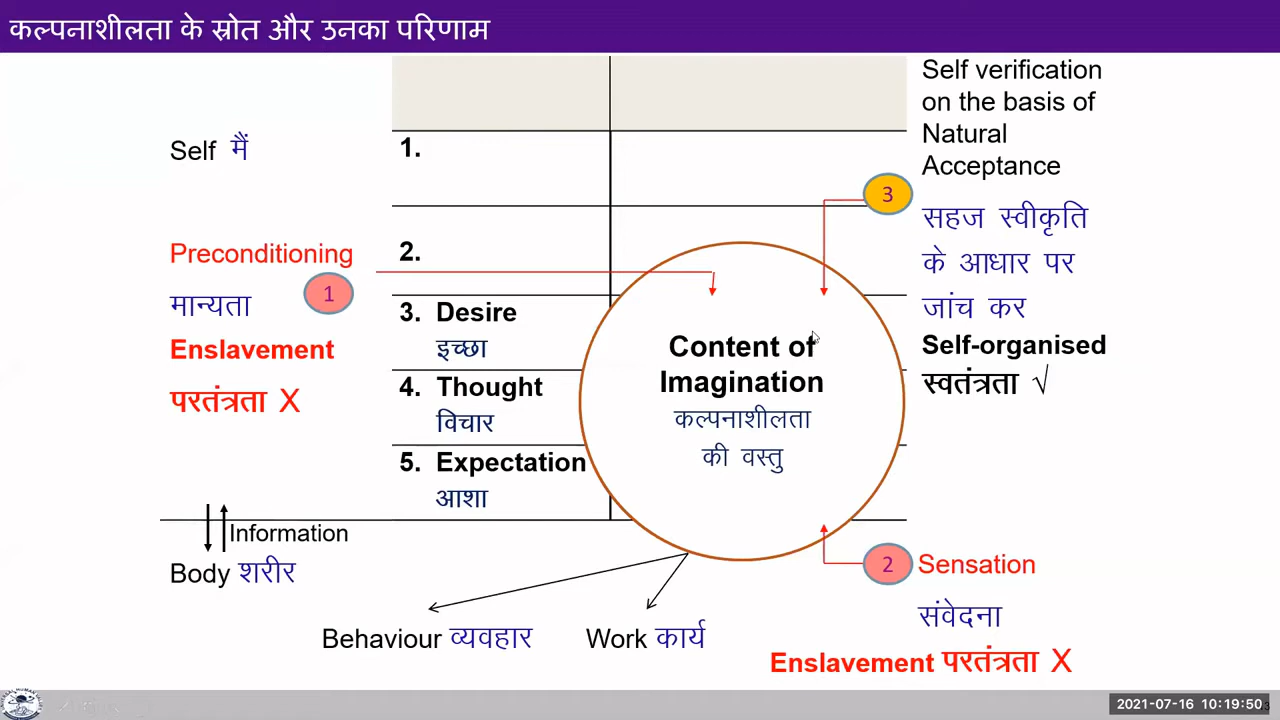 कल्पनाशीलता के स्रोत और उनका परिणाम
Self verification
on the basis of
Natural
Acceptance
सहज स्वीकृति
के आधार पर
जांच कर
Self-organised
स्वतंत्रता √
3
Self मैं
1.
Preconditioning
मान्यता
1
Enslavement
परतंत्रता X
2.
3. Desire
इच्छा
4. Thought
विचार
5. Expectation
आशा
Content of
Imagination
कल्पनाशीलता
की वस्तु
Information
Body शरीर
2 Sensation
संवेदना
Behaviour व्यवहार
Work कार्य
Enslavement परतंत्रता X
2021-07-16 10:19:50